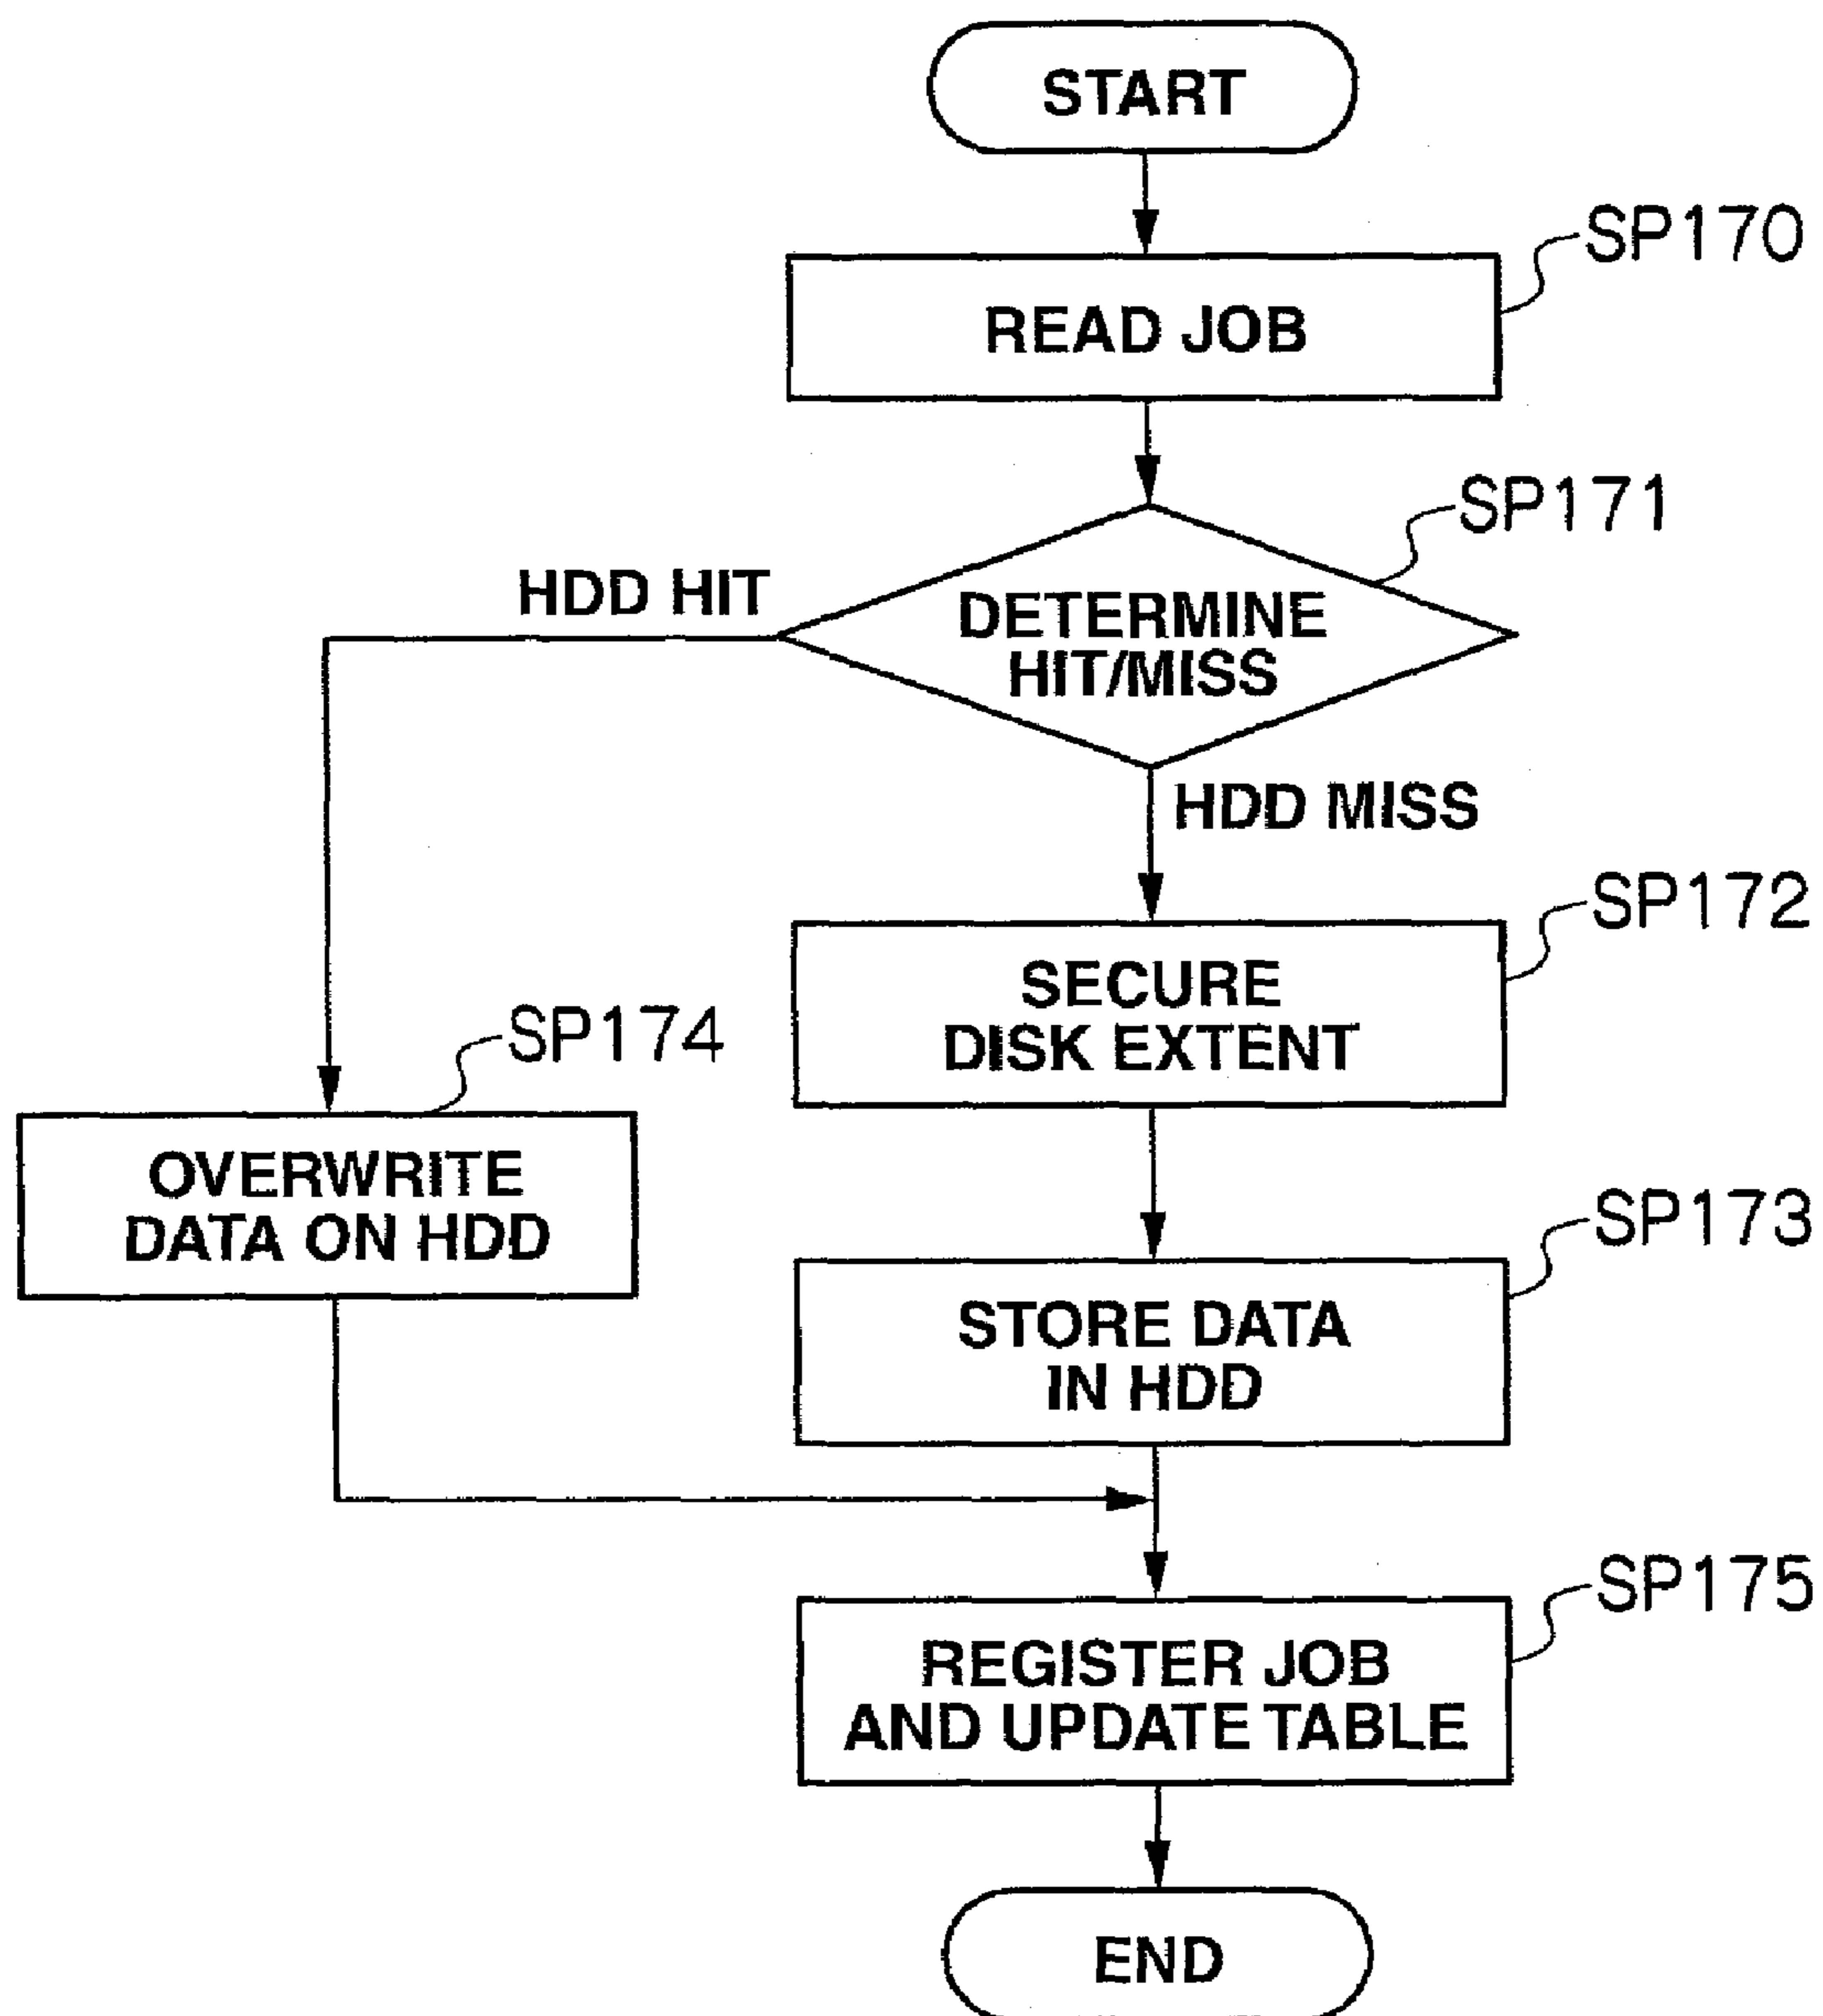 START
SP170
READ JOB
SP171
HDD HIT
DETERMINE
HIT/MISS
HDD MISS
SP172
SECURE
DISK EXTENT
SP174
OVERWRITE
DATA ON HDD
SP173
STORE DATA
IN HDD
SP175
REGISTER JOB
AND UPDATE TABLE
END